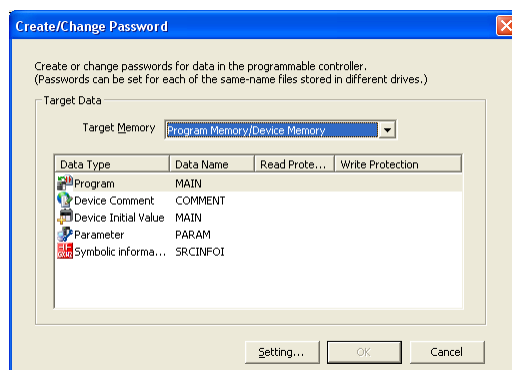 Create/Change Password
Create or change passwords for data in the programmable controller.
(Passwords can be set for each of the same-name files stored in different drives.)
Target Data
Target Memory Program Memory/Device Memory
Data Type Data Name Read Prote... Write Protection
Program MAIN
Device Comment COMMENT
Device Initial Value MAIN
Parameter PARAM
Symbolic informa... SRCINFOI
Setting... OK Cancel